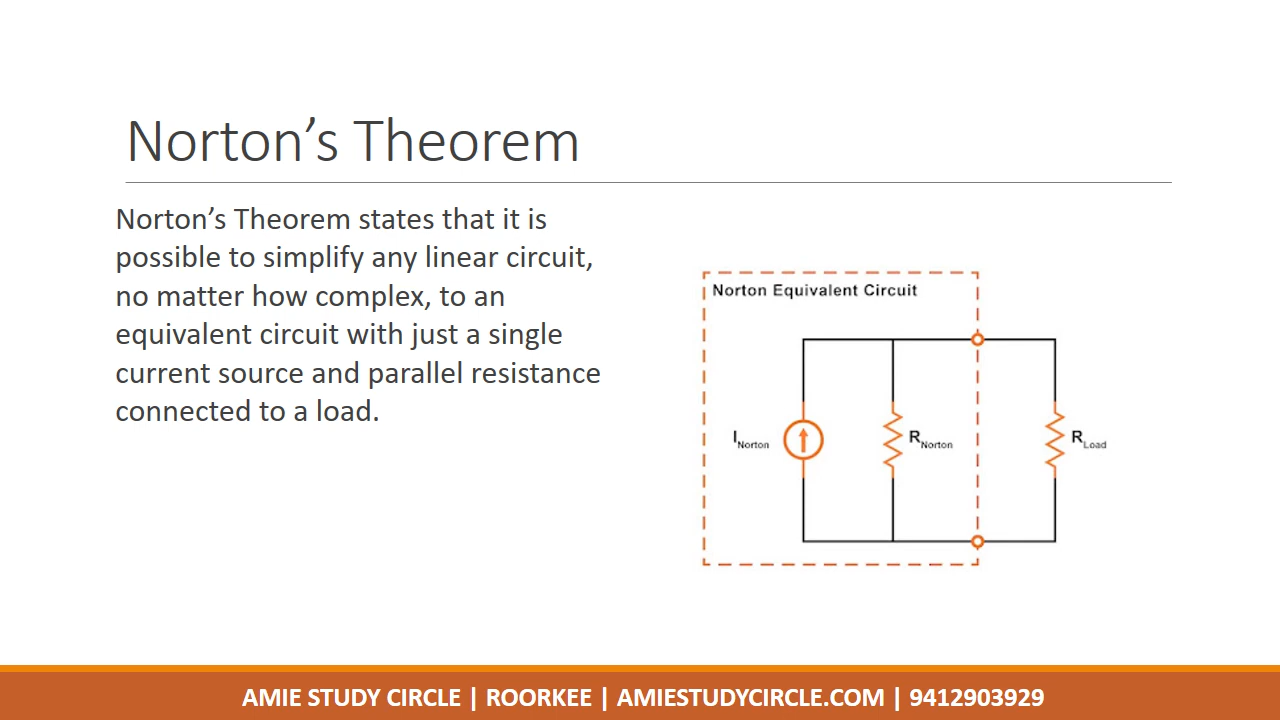 Norton’s Theorem
Norton’s Theorem states that it is
possible to simplify any linear circuit,
no matter how complex, to an
equivalent circuit with just a single
current source and parallel resistance
connected to a load.
Norton Equivalent Circuit
I Norton
R Norton
R Load
AMIE STUDY CIRCLE | ROORKEE | AMIESTUDYCIRCLE.COM | 9412903929